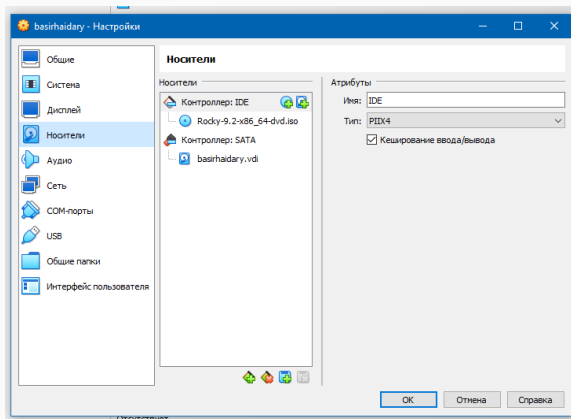 basirhaidary - Настройки
Общие
Система
Дисплей
Носители
Аудио
Сеть
COM-порты
USB
Общие папки
Интерфейс пользователя
Носители
Носители
Контроллер: IDE
Rocky-9.2-x86_64-dvd.iso
Контроллер: SATA
basirhaidary.vdi
Атрибуты
Имя: IDE
Тип: PIIX4
Кеширование ввода/вывода
OK Отмена Справка
Отсутствует